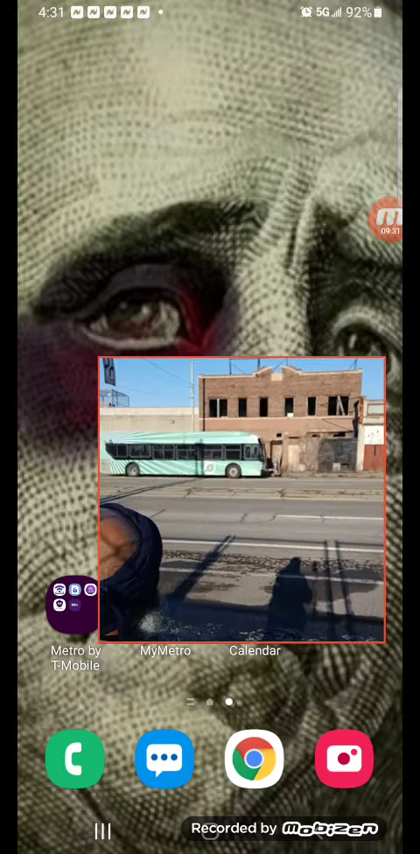 4:31
5G 92%
09:31
Metro by
T-Mobile
MyMetro
Calendar
Recorded by mobizen